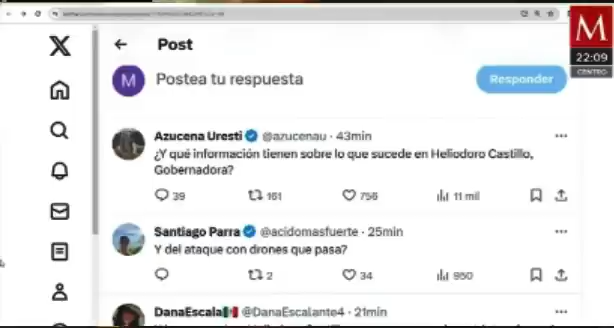 M
22:09
CENTRO
Post
M
Postea tu respuesta
Responder
Azucena Uresti @azucenau · 43min
¿Y qué información tienen sobre lo que sucede en Heliodoro Castillo,
Gobernadora?
39 161 756 11 mil
Santiago Parra @acidomasfuerte · 25min
Y del ataque con drones que pasa?
2 34 950
DanaEscala @DanaEscalante4 · 21min